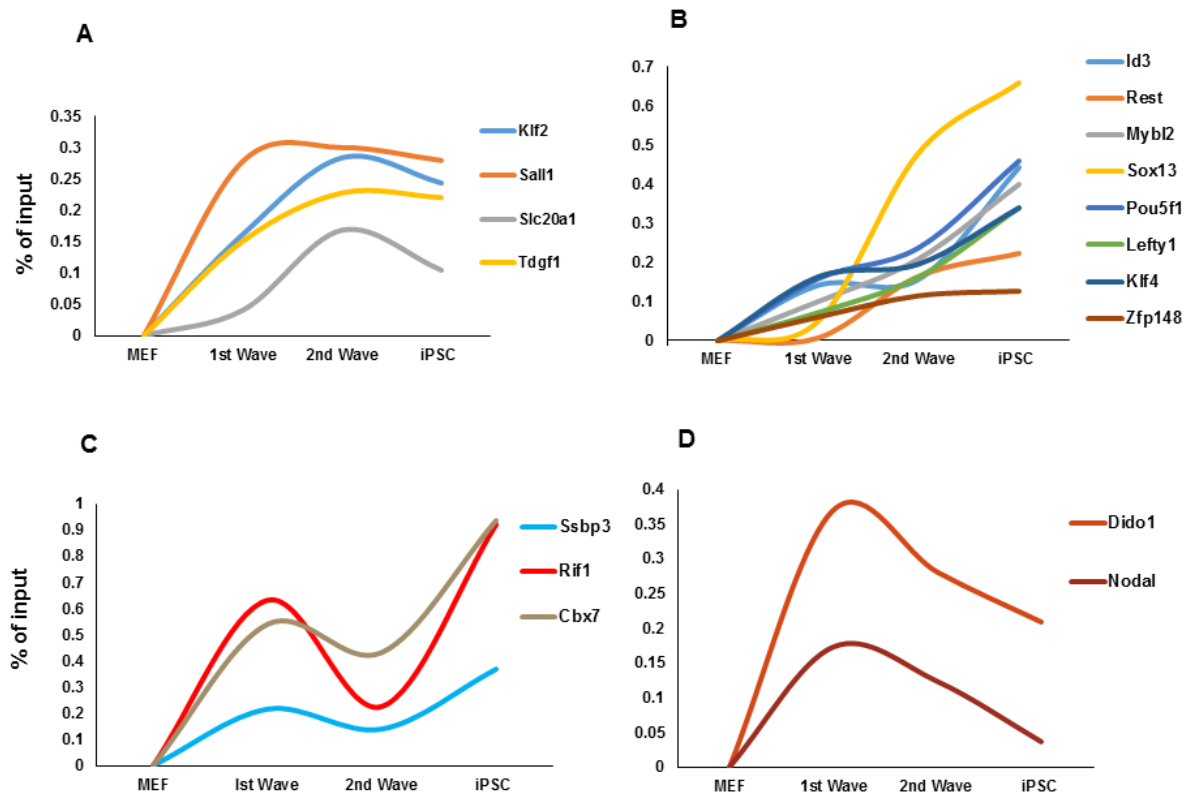 A
% of input
0.35
0.3
0.25
0.2
0.15
0.1
0.05
0
MEF 1st Wave 2nd Wave iPSC
Klf2
Sall1
Slc20a1
Tdgf1
B
0.7
0.6
0.5
0.4
0.3
0.2
0.1
0
MEF 1st Wave 2nd Wave iPSC
Id3
Rest
Mybl2
Sox13
Pou5f1
Lefty1
Klf4
Zfp148
C
% of input
1
0.9
0.8
0.7
0.6
0.5
0.4
0.3
0.2
0.1
0
MEF Ist Wave 2nd Wave iPSC
Ssbp3
Rif1
Cbx7
D
0.4
0.35
0.3
0.25
0.2
0.15
0.1
0.05
0
MEF 1st Wave 2nd Wave iPSC
Dido1
Nodal